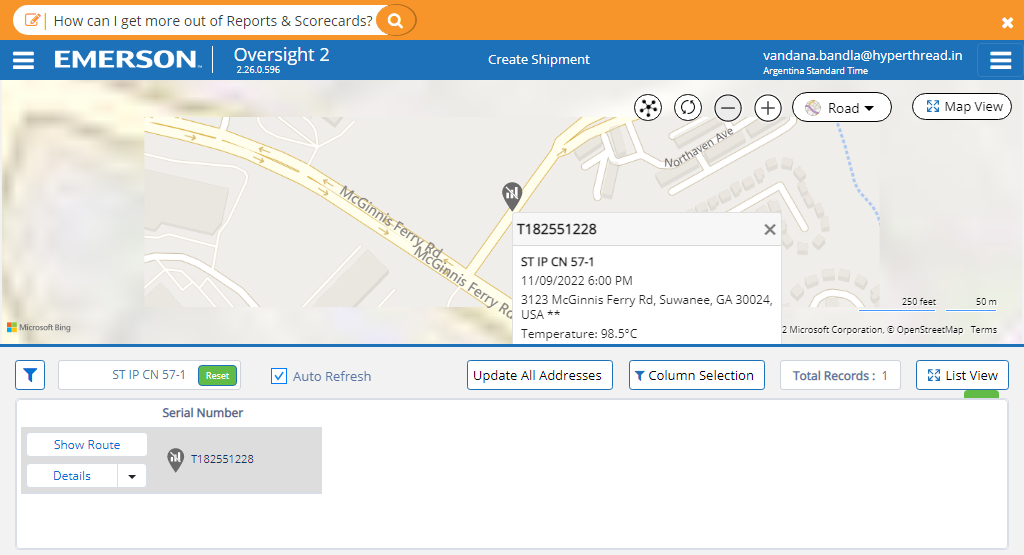 How can I get more out of Reports & Scorecards?
EMERSON
Oversight 2
2.26.0.596
Create Shipment
vandana.bandla@hyperthread.in
Argentina Standard Time
Road
Map View
Northaven Ave
McGinnis Ferry Rd
McGinnis Ferry Rd
T182551228
ST IP CN 57-1
11/09/2022 6:00 PM
3123 McGinnis Ferry Rd, Suwanee, GA 30024,
USA **
Temperature: 98.5°C
250 feet
50 m
Microsoft Bing
2 Microsoft Corporation, © OpenStreetMap Terms
ST IP CN 57-1
Reset
Auto Refresh
Update All Addresses
Column Selection
Total Records : 1
List View
Serial Number
Show Route
Details
T182551228